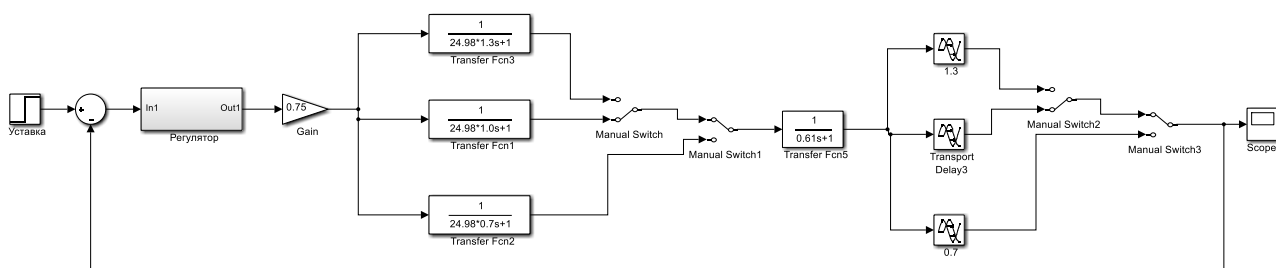 1
24.98*1.3s+1
Transfer Fcn3
1.3
+
-
Уставка
In1
Out1
Регулятор
0.75
Gain
1
24.98*1.0s+1
Transfer Fcn1
Manual Switch
Manual Switch1
1
0.61s+1
Transfer Fcn5
Transport
Delay3
Manual Switch2
Manual Switch3
Scope
1
24.98*0.7s+1
Transfer Fcn2
0.7